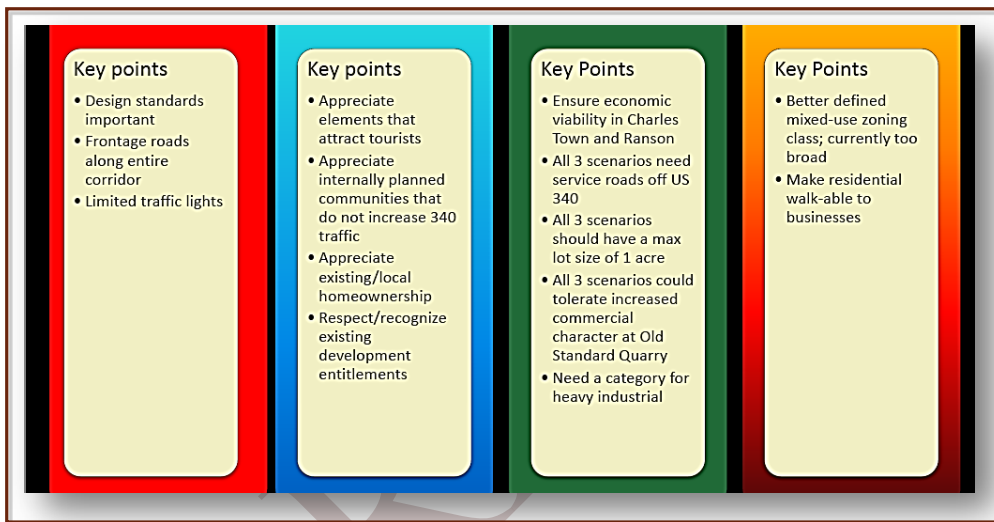 Key points
• Design standards
important
• Frontage roads
along entire
corridor
• Limited traffic lights
Key points
• Appreciate
elements that
attract tourists
• Appreciate
internally planned
communities that
do not increase 340
traffic
• Appreciate
existing/local
homeownership
• Respect/recognize
existing
development
entitlements
Key Points
• Ensure economic
viability in Charles
Town and Ranson
• All 3 scenarios need
service roads off US
340
• All 3 scenarios
should have a max
lot size of 1 acre
• All 3 scenarios could
tolerate increased
commercial
character at Old
Standard Quarry
• Need a category for
heavy industrial
Key Points
• Better defined
mixed-use zoning
class; currently too
broad
• Make residential
walk-able to
businesses